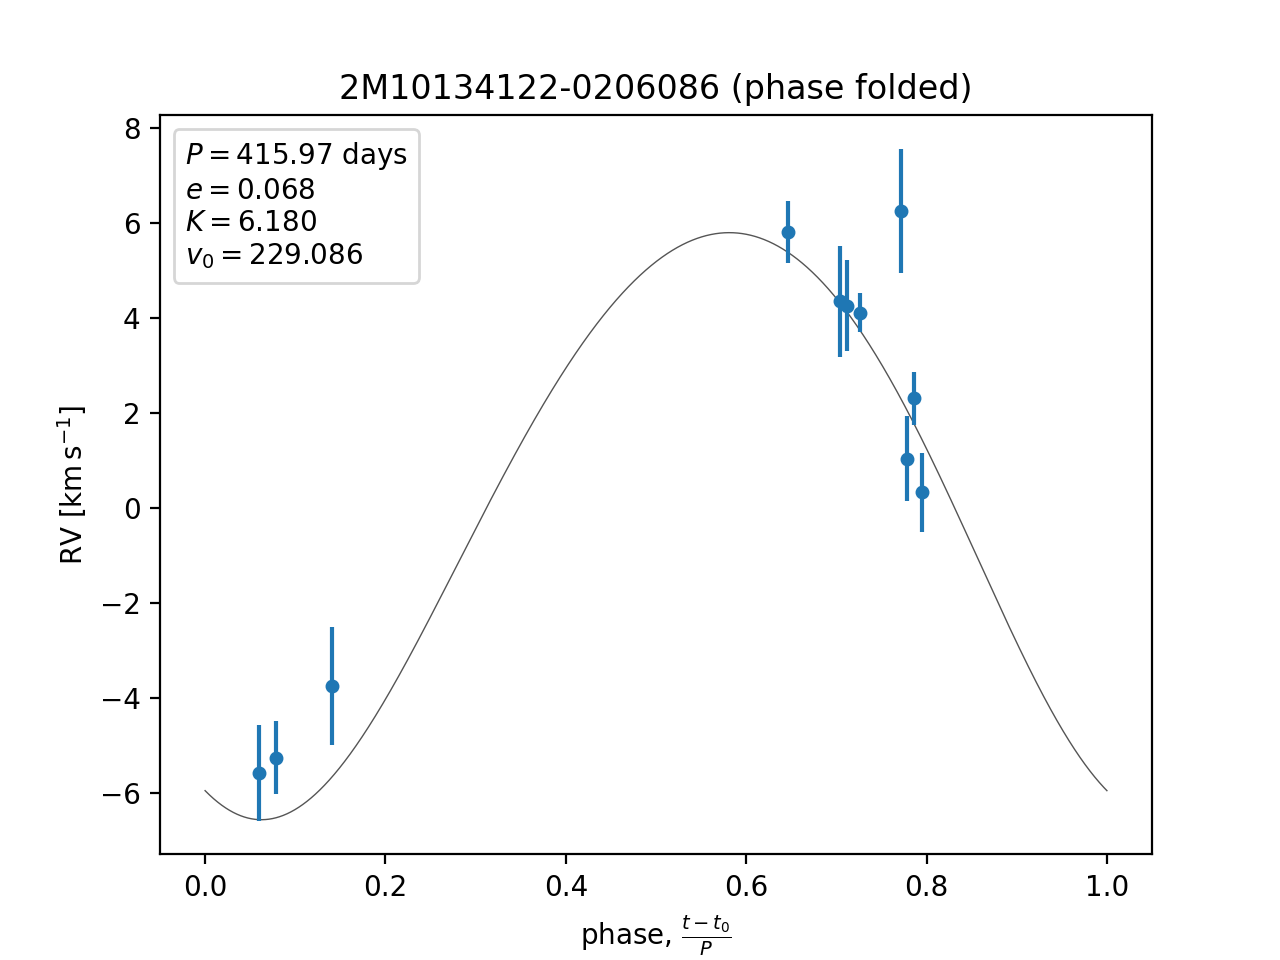 2M10134122-0206086 (phase folded)
P = 415.97 days
e = 0.068
K = 6.180
v₀ = 229.086
8
6
4
2
0
−2
−4
−6
RV [km s⁻¹]
0.0 0.2 0.4 0.6 0.8 1.0
phase, (t − t₀)/P